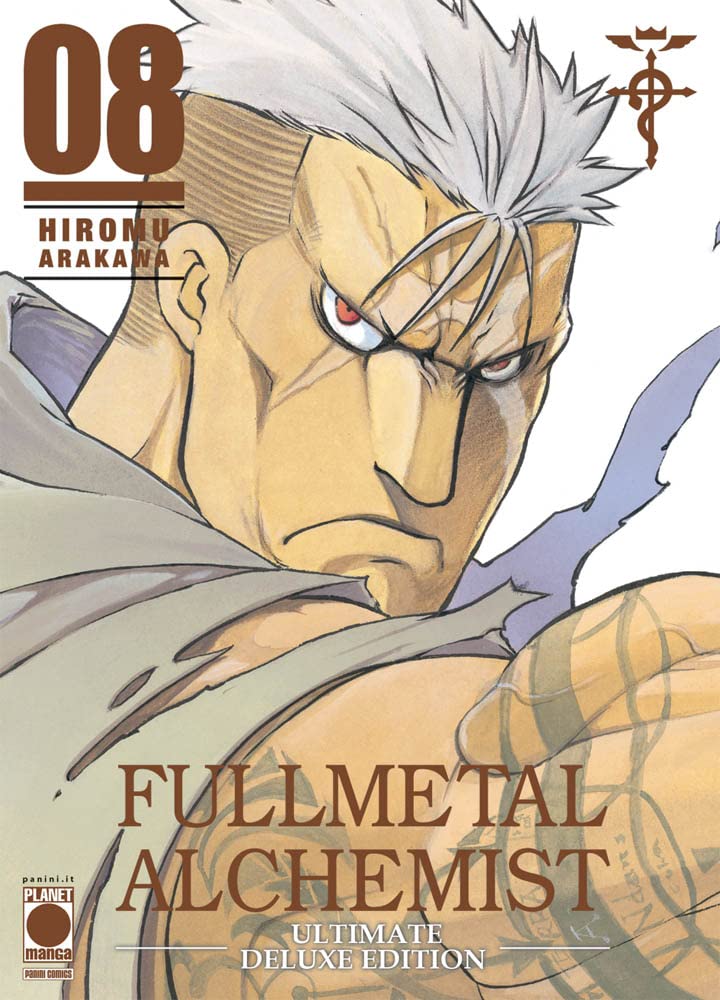 08
HIROMU
ARAKAWA
FULLMETAL
ALCHEMIST
ULTIMATE
DELUXE EDITION
panini.it
PLANET
manga
PANINI COMICS